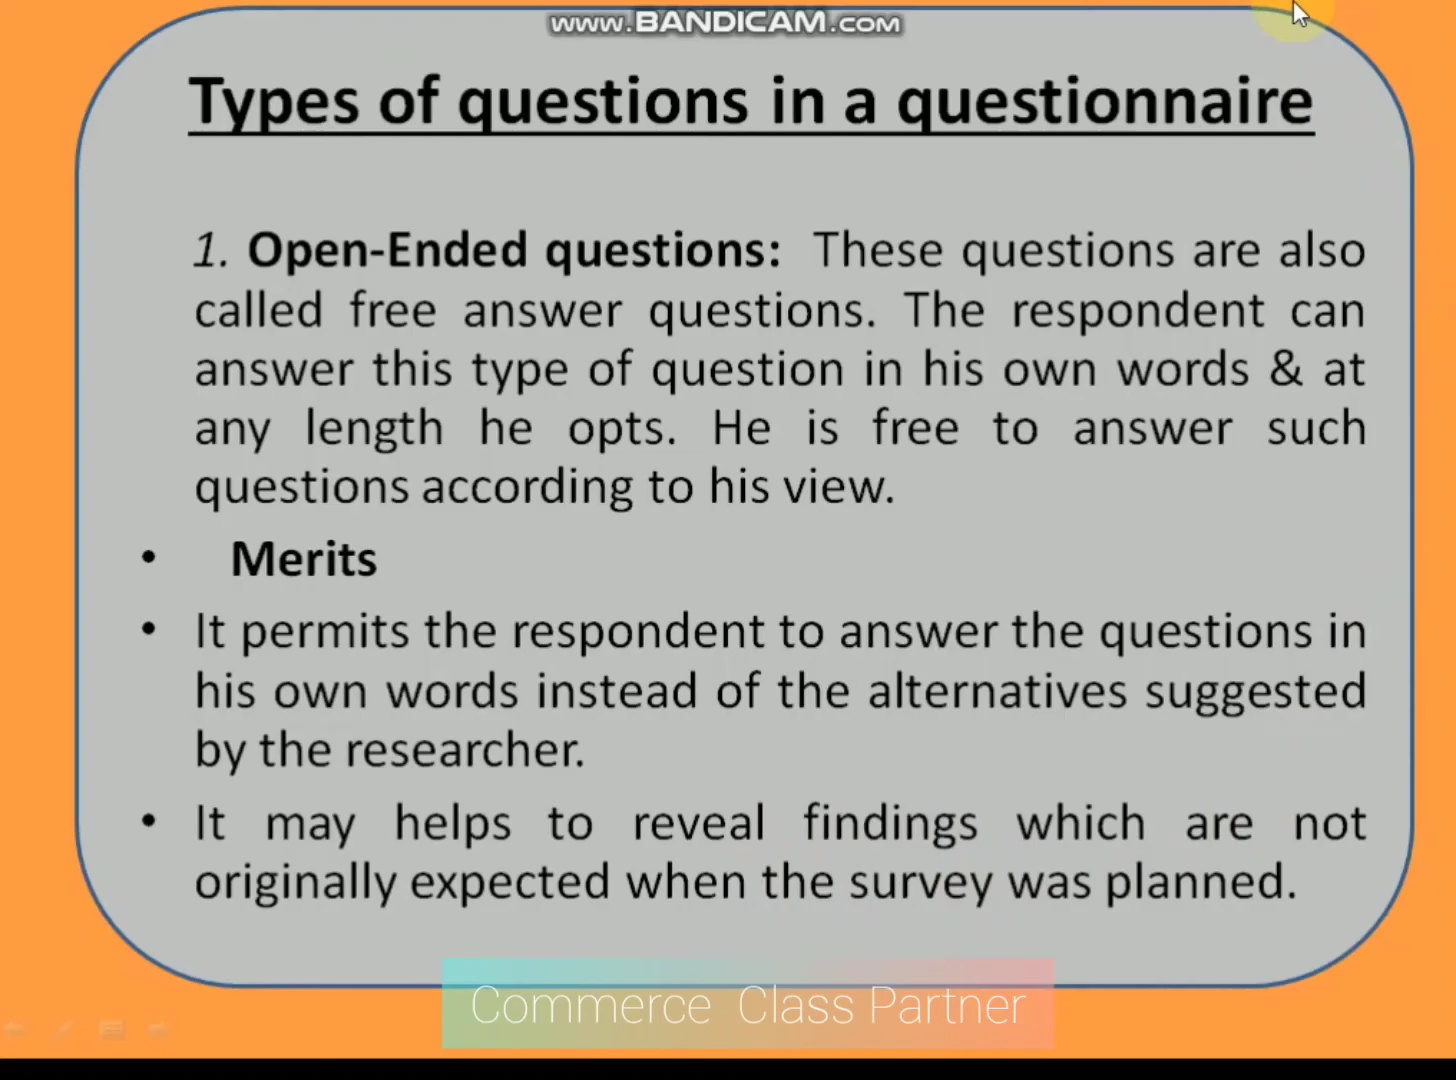 www.BANDICAM.com
Types of questions in a questionnaire
1. Open-Ended questions: These questions are also
called free answer questions. The respondent can
answer this type of question in his own words & at
any length he opts. He is free to answer such
questions according to his view.
• Merits
• It permits the respondent to answer the questions in
his own words instead of the alternatives suggested
by the researcher.
• It may helps to reveal findings which are not
originally expected when the survey was planned.
Commerce Class Partner